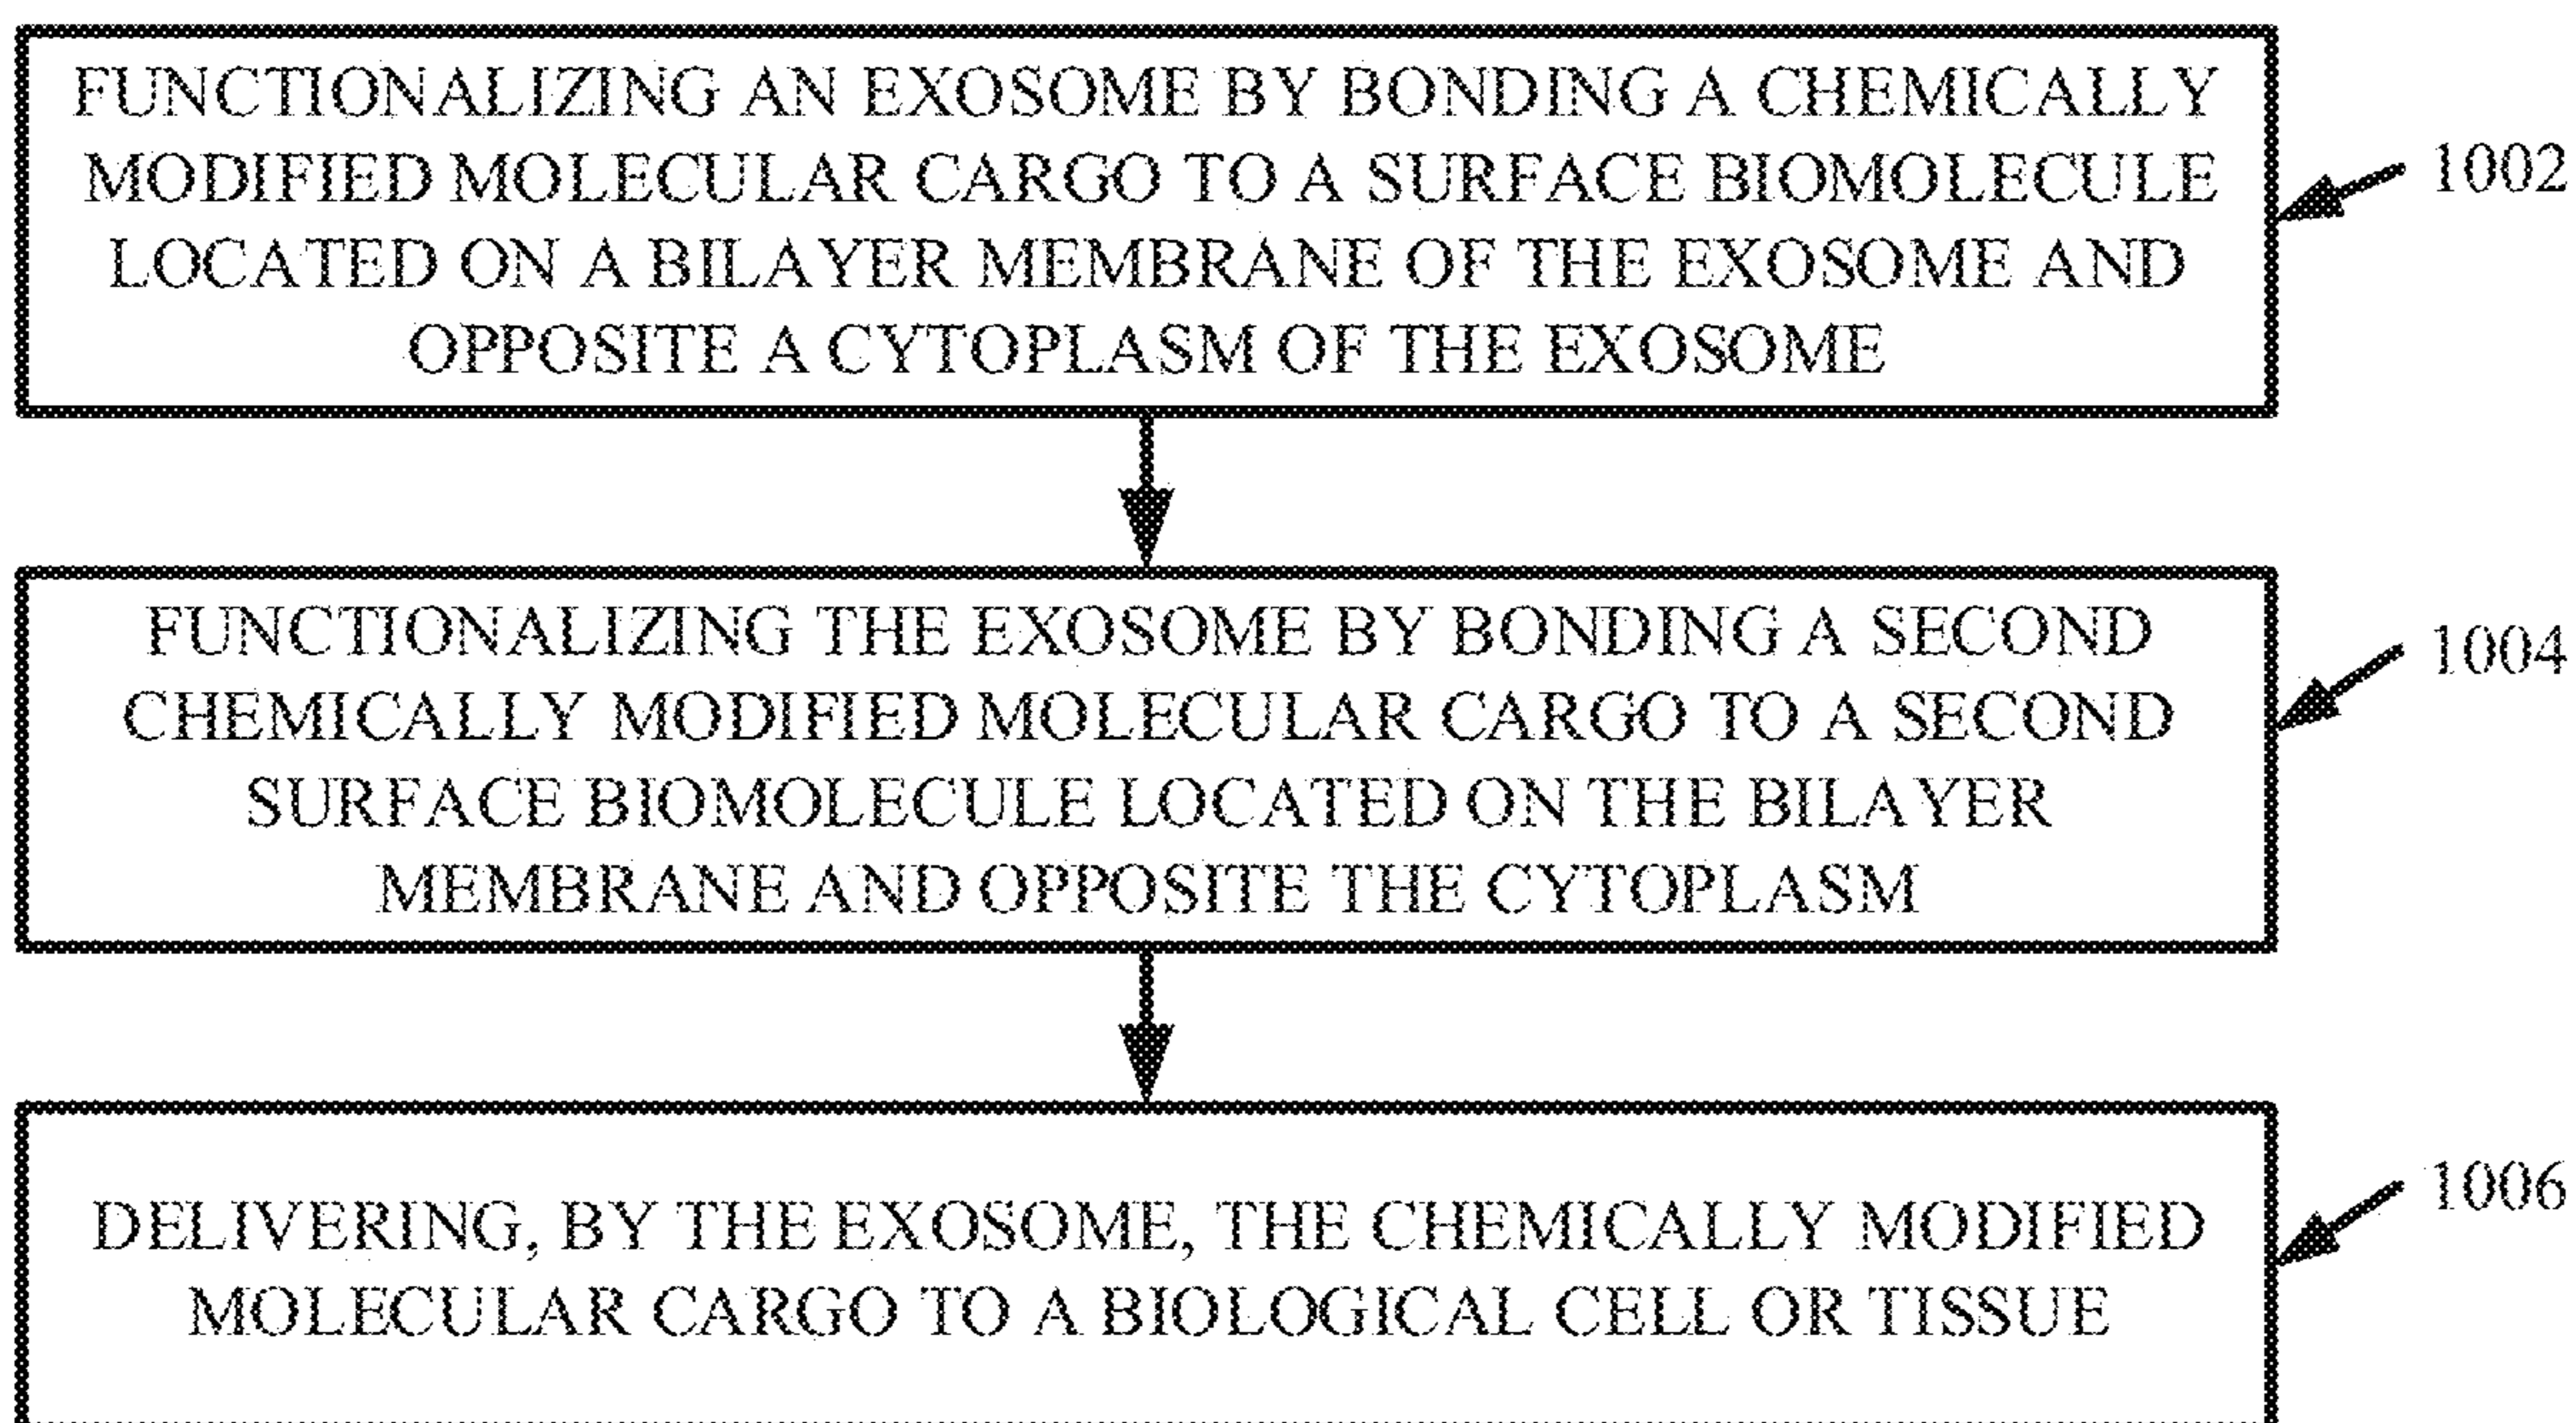 FUNCTIONALIZING AN EXOSOME BY BONDING A CHEMICALLY
MODIFIED MOLECULAR CARGO TO A SURFACE BIOMOLECULE
LOCATED ON A BILAYER MEMBRANE OF THE EXOSOME AND
OPPOSITE A CYTOPLASM OF THE EXOSOME
1002
FUNCTIONALIZING THE EXOSOME BY BONDING A SECOND
CHEMICALLY MODIFIED MOLECULAR CARGO TO A SECOND
SURFACE BIOMOLECULE LOCATED ON THE BILAYER
MEMBRANE AND OPPOSITE THE CYTOPLASM
1004
DELIVERING, BY THE EXOSOME, THE CHEMICALLY MODIFIED
MOLECULAR CARGO TO A BIOLOGICAL CELL OR TISSUE
1006